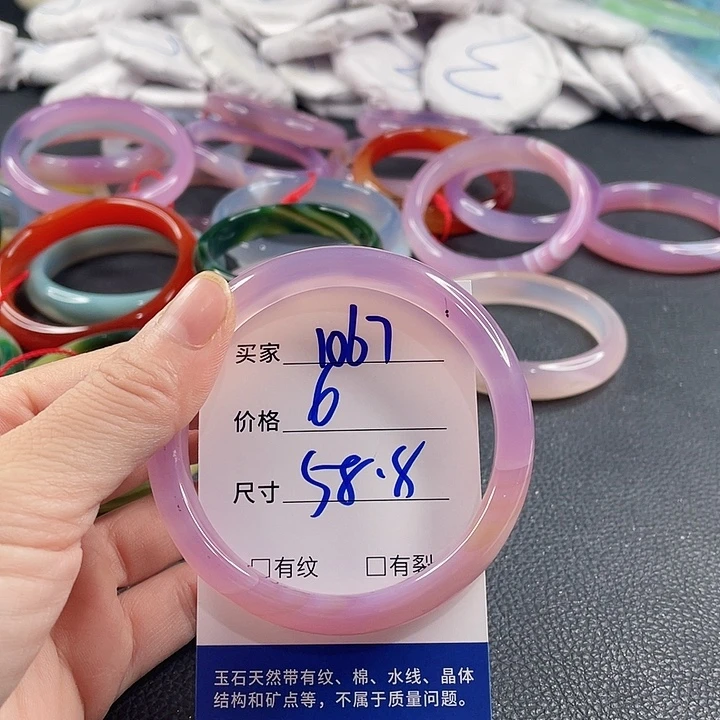 买家 1067
价格 6
尺寸 58.8
□有纹 □有裂
玉石天然带有纹、棉、水线、晶体
结构和矿点等，不属于质量问题。